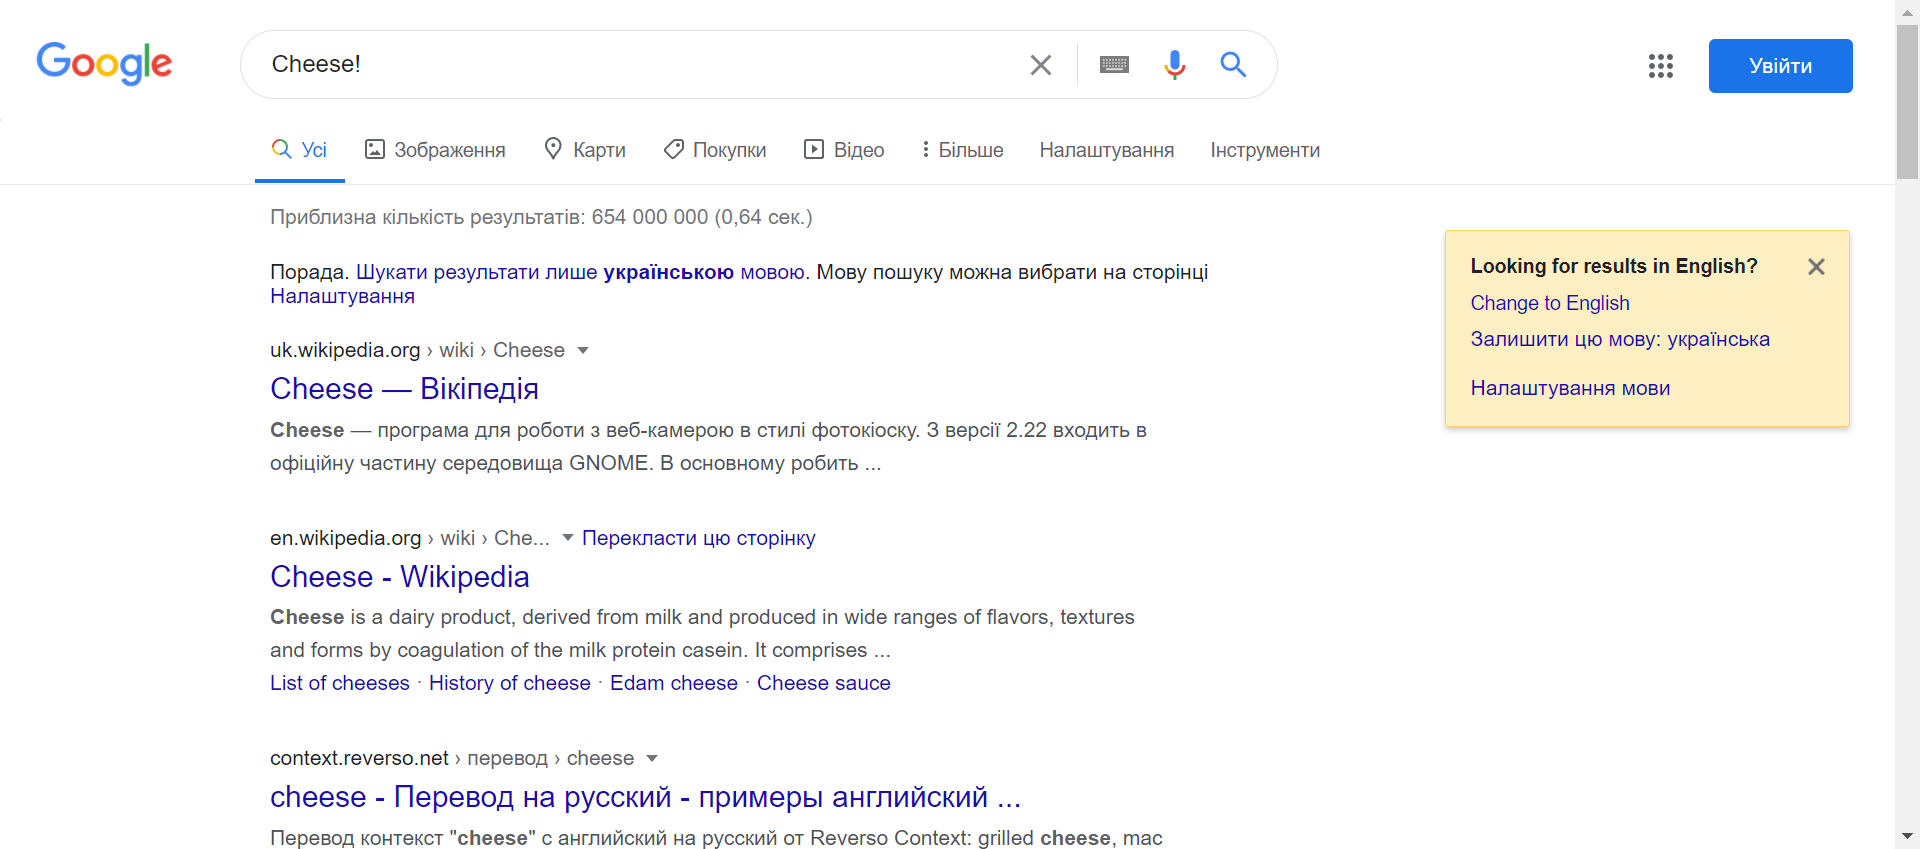 Google
Cheese!
Увійти
Усі Зображення Карти Покупки Відео Більше Налаштування Інструменти
Приблизна кількість результатів: 654 000 000 (0,64 сек.)
Порада. Шукати результати лише українською мовою. Мову пошуку можна вибрати на сторінці
Налаштування
uk.wikipedia.org › wiki › Cheese
Cheese — Вікіпедія
Cheese — програма для роботи з веб-камерою в стилі фотокіоску. З версії 2.22 входить в
офіційну частину середовища GNOME. В основному робить ...
en.wikipedia.org › wiki › Che... Перекласти цю сторінку
Cheese - Wikipedia
Cheese is a dairy product, derived from milk and produced in wide ranges of flavors, textures
and forms by coagulation of the milk protein casein. It comprises ...
List of cheeses · History of cheese · Edam cheese · Cheese sauce
context.reverso.net › перевод › cheese
cheese - Перевод на русский - примеры английский ...
Перевод контекст "cheese" c английский на русский от Reverso Context: grilled cheese, mac
Looking for results in English?
Change to English
Залишити цю мову: українська
Налаштування мови